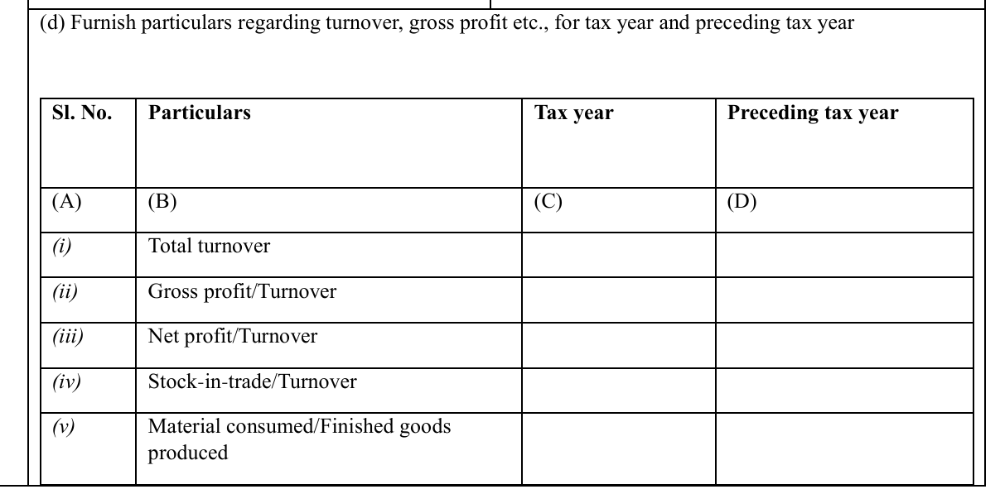 (d) Furnish particulars regarding turnover, gross profit etc., for tax year and preceding tax year
Sl. No. Particulars Tax year Preceding tax year
(A) (B) (C) (D)
(i) Total turnover
(ii) Gross profit/Turnover
(iii) Net profit/Turnover
(iv) Stock-in-trade/Turnover
(v) Material consumed/Finished goods
produced